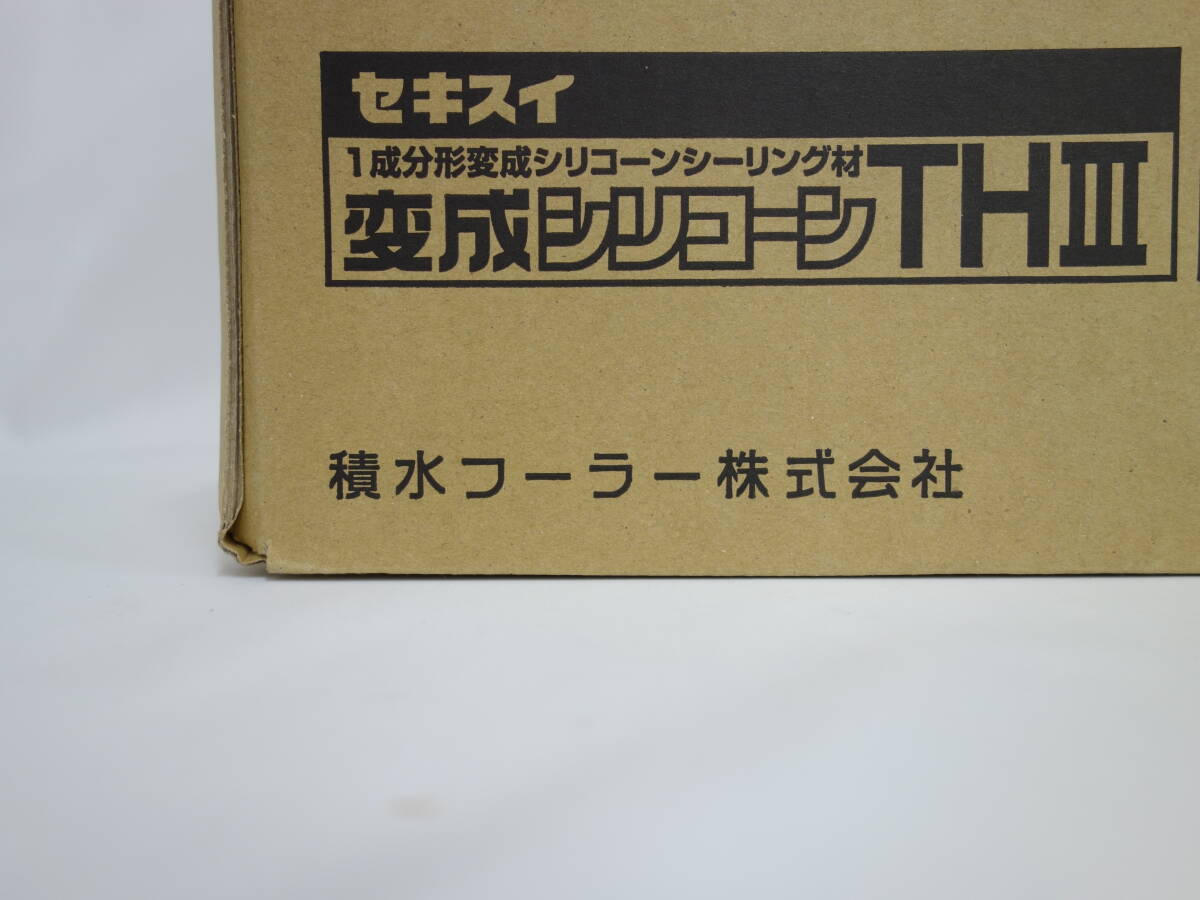 セキスイ
1成分形変成シリコーンシーリング材
変成シリコーンTHⅢ
積水フーラー株式会社